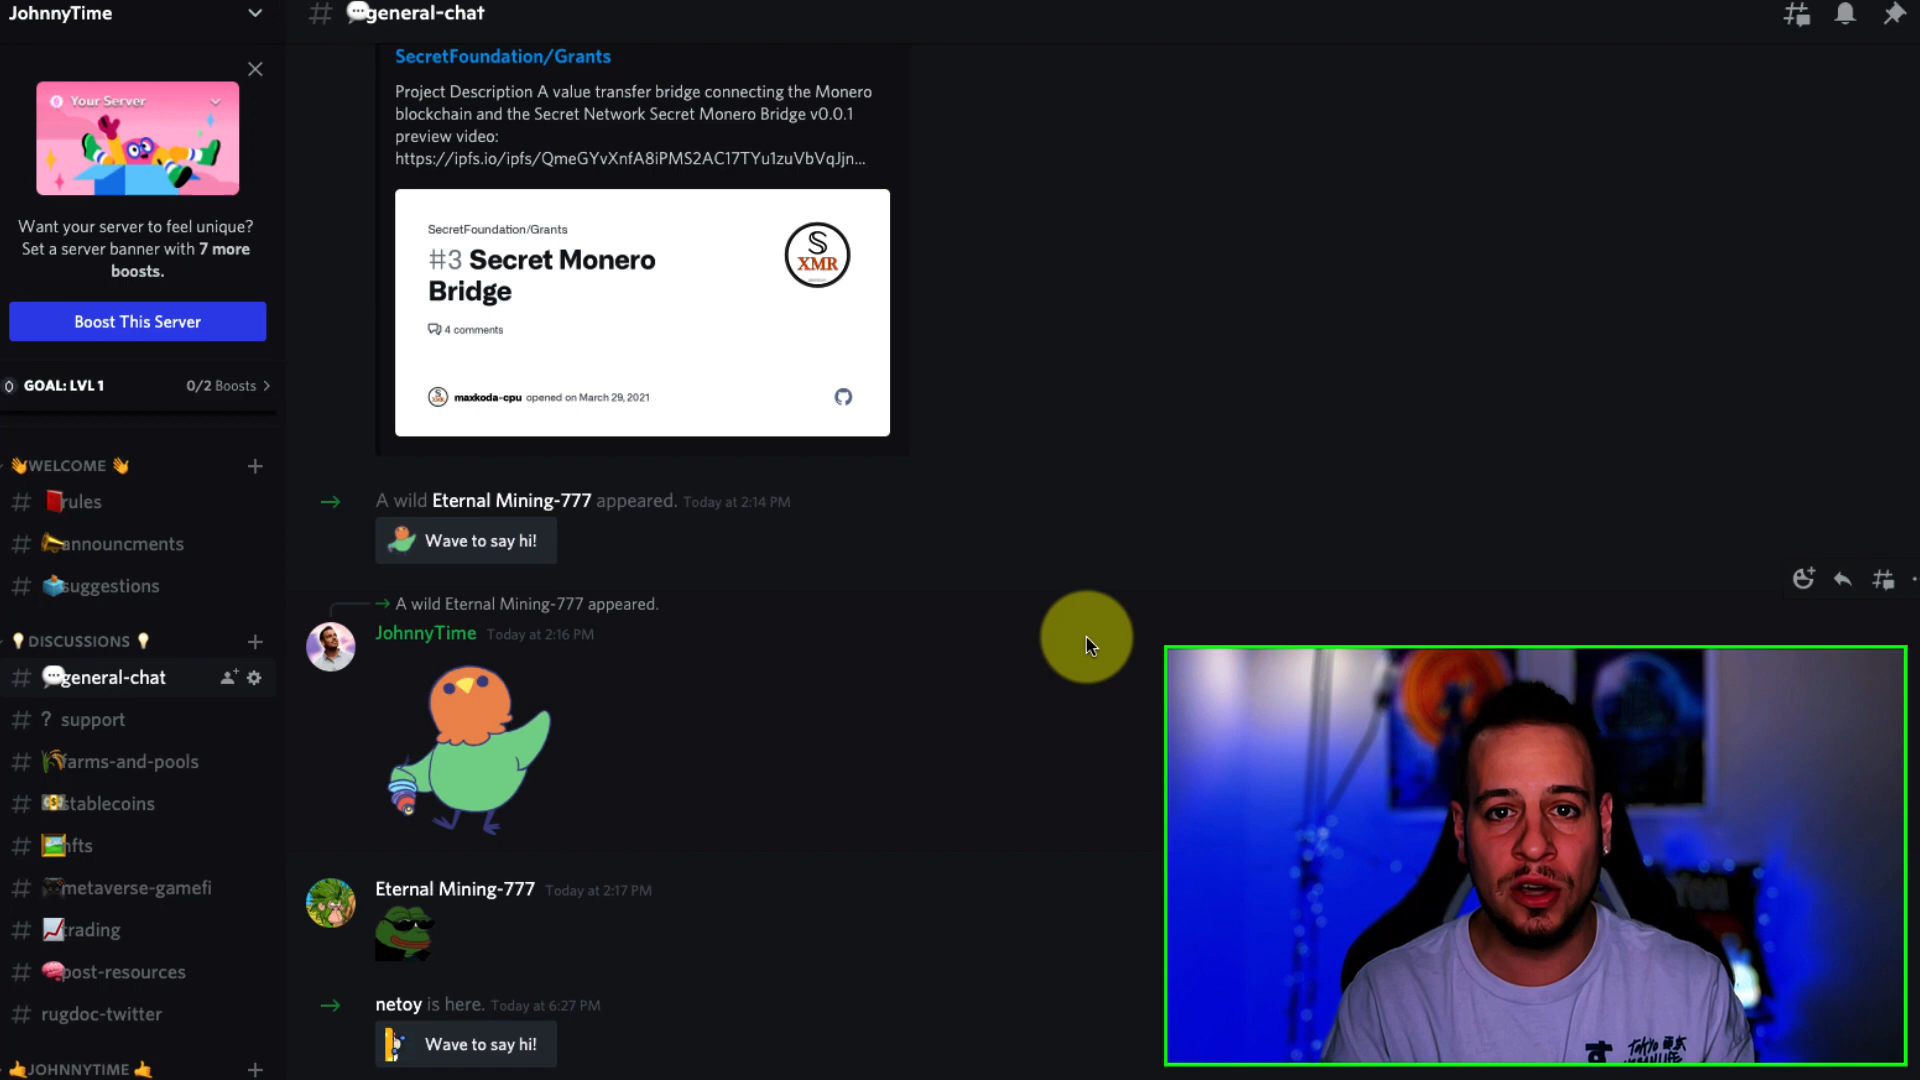 JohnnyTime
Your Server
Want your server to feel unique?
Set a server banner with 7 more
boosts.
Boost This Server
GOAL: LVL 1
0/2 Boosts
WELCOME
rules
announcments
suggestions
DISCUSSIONS
general-chat
? support
farms-and-pools
stablecoins
nfts
metaverse-gamefi
trading
post-resources
rugdoc-twitter
JOHNNYTIME
# general-chat
SecretFoundation/Grants
Project Description A value transfer bridge connecting the Monero
blockchain and the Secret Network Secret Monero Bridge v0.0.1
preview video:
https://ipfs.io/ipfs/QmeGYvXnfA8iPMS2AC17TYu1zuVbVqJjn...
SecretFoundation/Grants
#3 Secret Monero
Bridge
S
XMR
4 comments
maxkoda-cpu opened on March 29, 2021
A wild Eternal Mining-777 appeared. Today at 2:14 PM
Wave to say hi!
A wild Eternal Mining-777 appeared.
JohnnyTime Today at 2:16 PM
Eternal Mining-777 Today at 2:17 PM
netoy is here. Today at 6:27 PM
Wave to say hi!